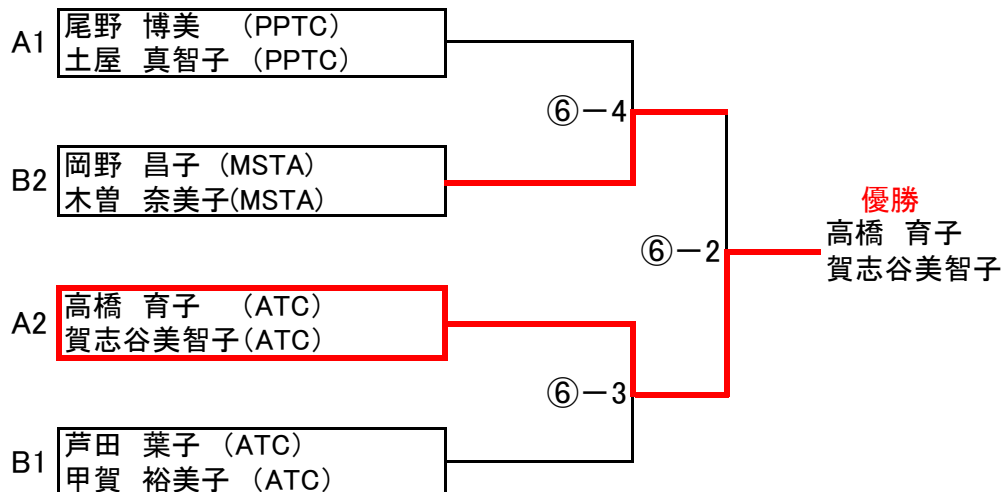 A1
尾野 博美 (PPTC)
土屋 真智子 (PPTC)
⑥－4
B2
岡野 昌子 (MSTA)
木曽 奈美子(MSTA)
⑥－2
優勝
高橋 育子
賀志谷美智子
A2
高橋 育子 (ATC)
賀志谷美智子(ATC)
⑥－3
B1
芦田 葉子 (ATC)
甲賀 裕美子 (ATC)